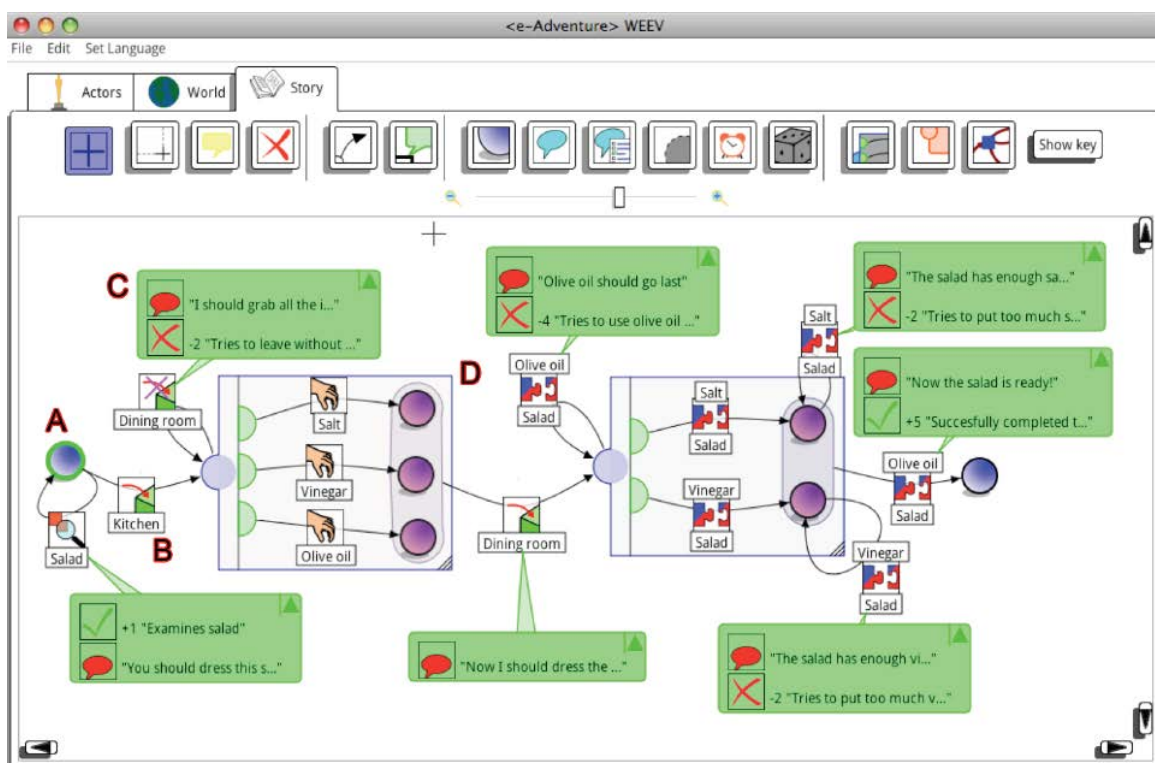 <e-Adventure> WEEV
File Edit Set Language
Actors World Story
Show key
C
"I should grab all the i..."
-2 "Tries to leave without ..."
"Olive oil should go last"
-4 "Tries to use olive oil ..."
"The salad has enough sa..."
-2 "Tries to put too much s..."
"Now the salad is ready!"
+5 "Succesfully completed t..."
A
Dining room
Salt
Vinegar
Olive oil
Kitchen
B
Salad
D
Olive oil
Salad
Dining room
Salt
Salad
Vinegar
Salad
Salt
Salad
Olive oil
Salad
Vinegar
Salad
+1 "Examines salad"
"You should dress this s..."
"Now I should dress the ..."
"The salad has enough vi..."
-2 "Tries to put too much v..."